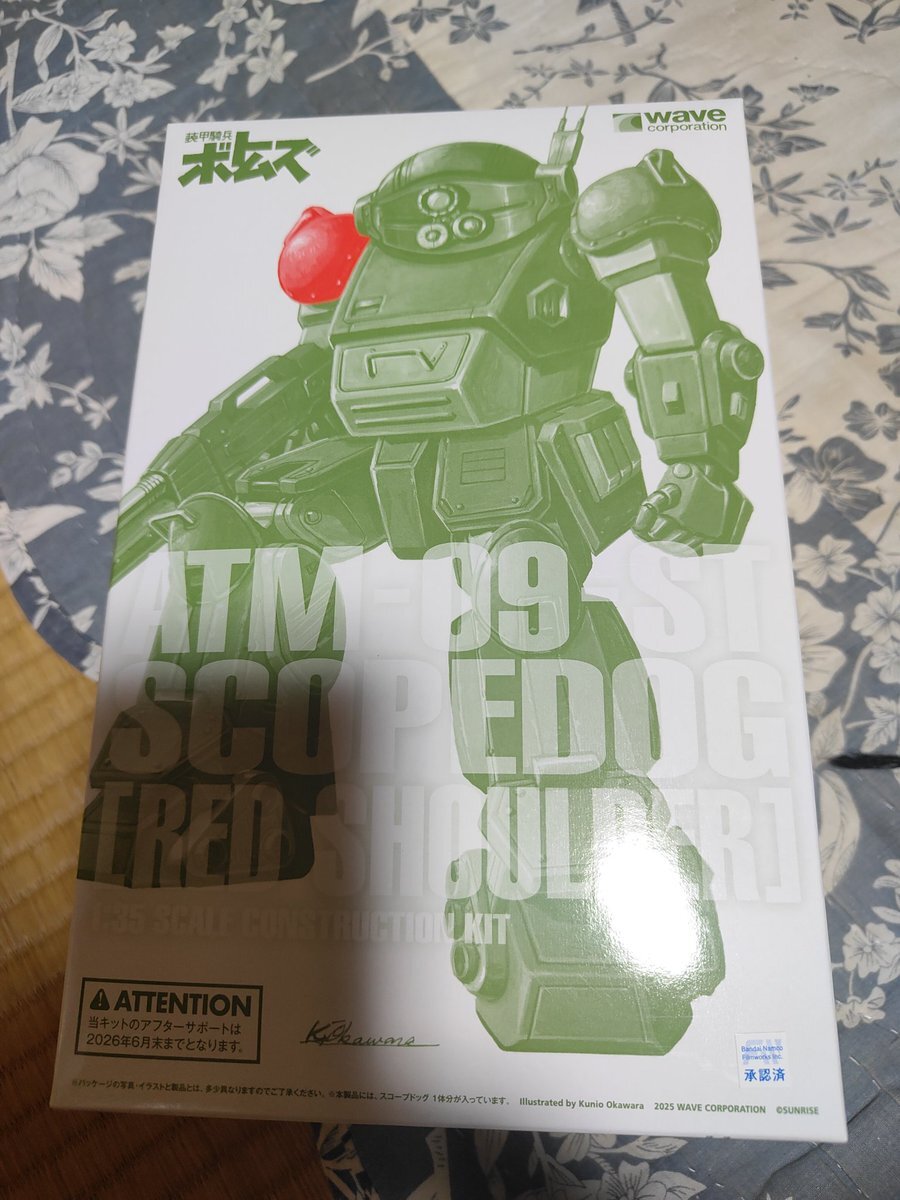 装甲騎兵
ボトムズ
wave
corporation
ATM-09-ST
SCOPEDOG
[RED SHOULDER]
1:35 SCALE CONSTRUCTION KIT
ATTENTION
当キットのアフターサポートは
2026年6月末までとなります。
K.Okawara
Bandai Namco
Filmworks Inc.
承認済
※パッケージの写真・イラストと製品とは、多少異なりますのでご了承ください。※本製品には、スコープドッグ 1体分が入っています。 Illustrated by Kunio Okawara 2025 WAVE CORPORATION ©SUNRISE